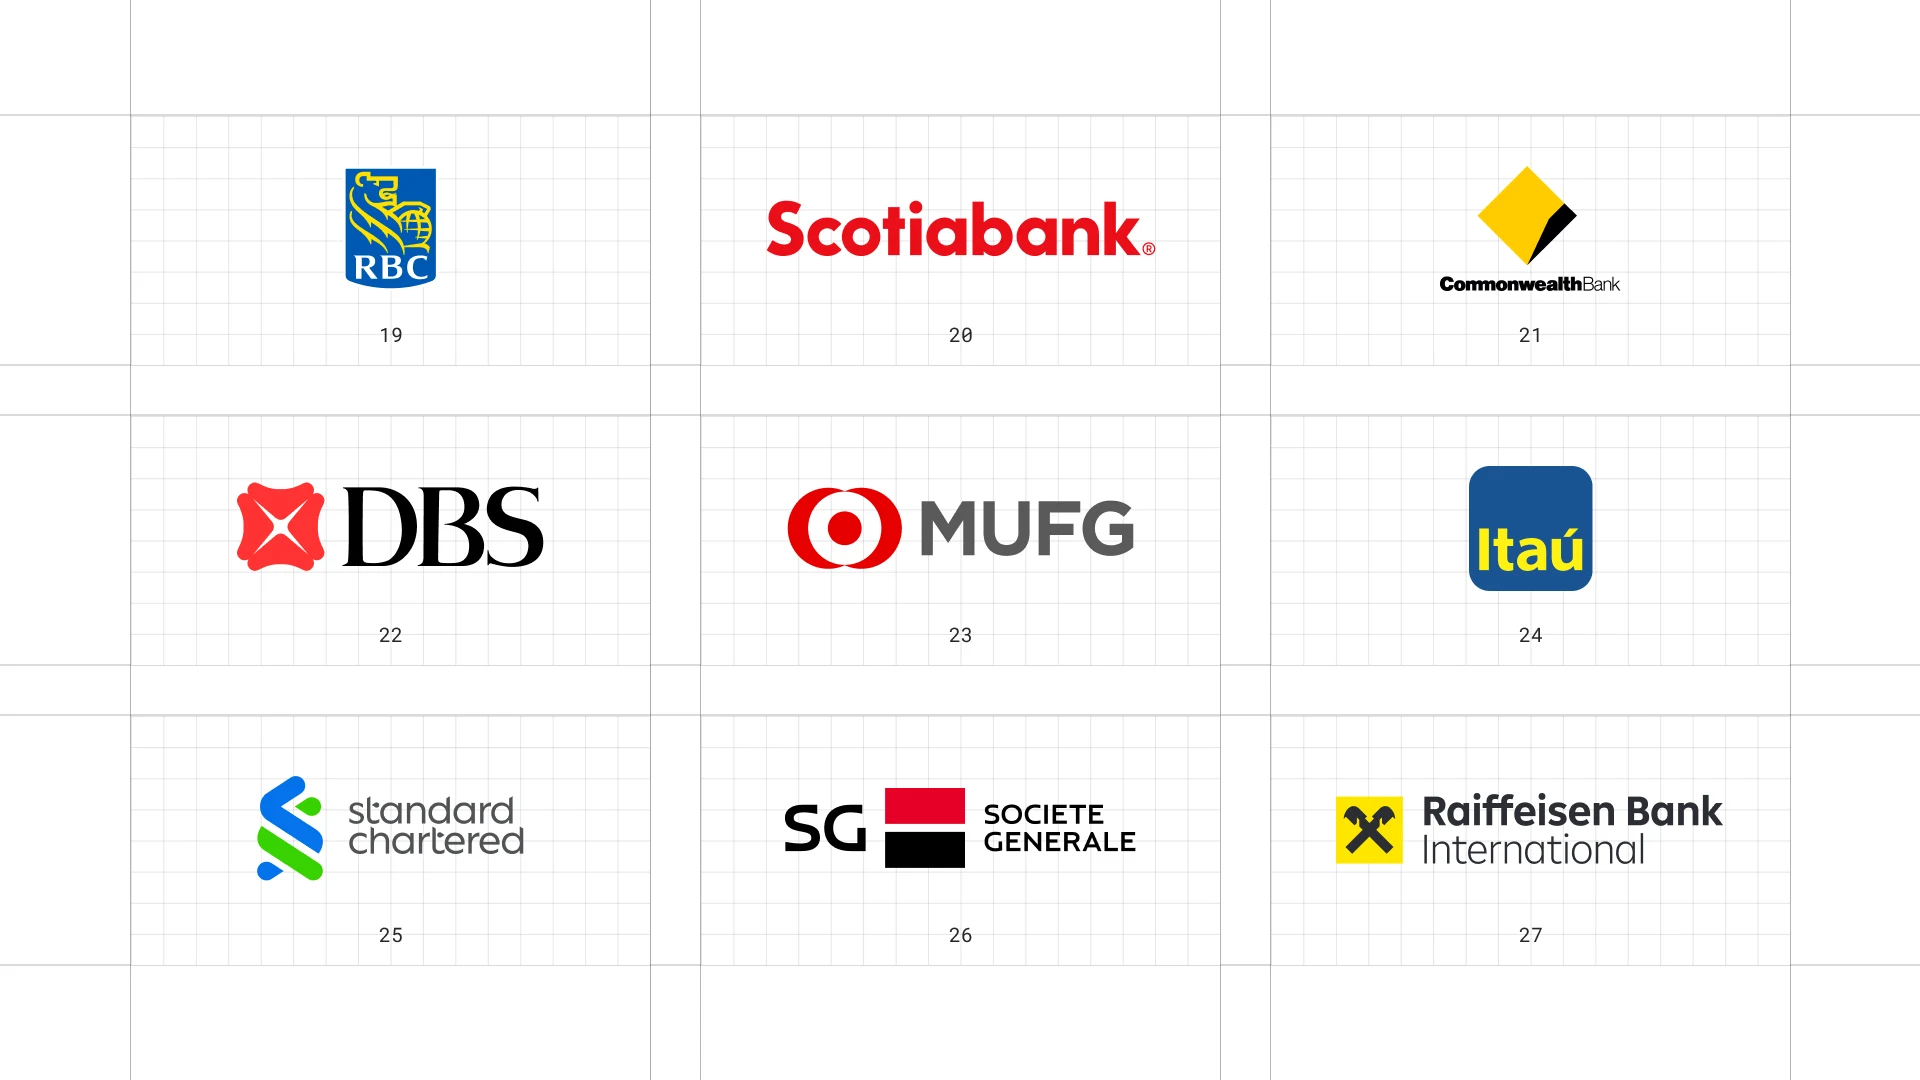 RBC
19
Scotiabank®
20
CommonwealthBank
21
DBS
22
MUFG
23
Itaú
24
standard
chartered
25
SG
SOCIETE
GENERALE
26
Raiffeisen Bank
International
27